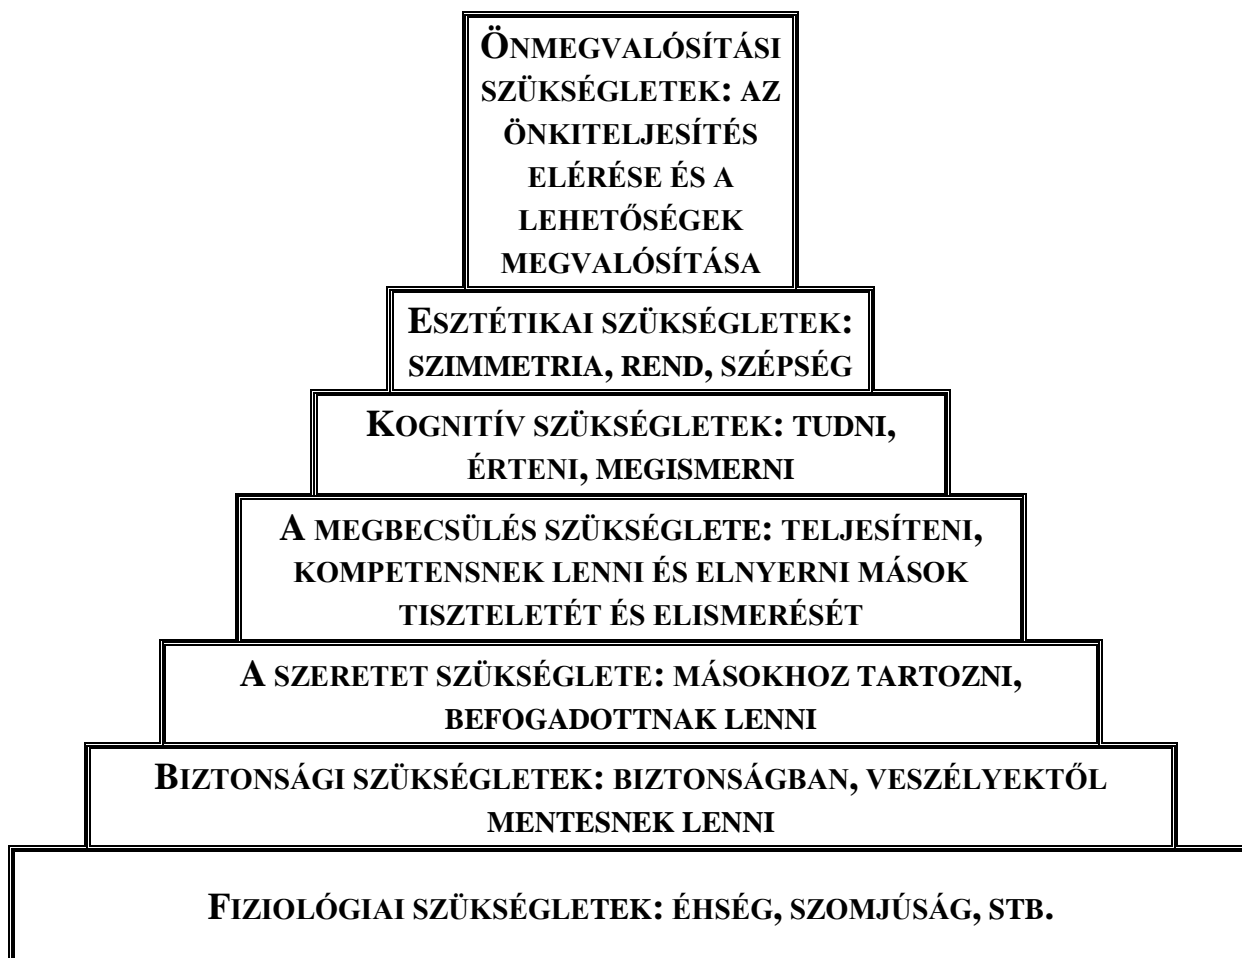 ÖNMEGVALÓSÍTÁSI
SZÜKSÉGLETEK: AZ
ÖNKITELJESÍTÉS
ELÉRÉSE ÉS A
LEHETŐSÉGEK
MEGVALÓSÍTÁSA
ESZTÉTIKAI SZÜKSÉGLETEK:
SZIMMETRIA, REND, SZÉPSÉG
KOGNITÍV SZÜKSÉGLETEK: TUDNI,
ÉRTENI, MEGISMERNI
A MEGBECSÜLÉS SZÜKSÉGLETE: TELJESÍTENI,
KOMPETENSNEK LENNI ÉS ELNYERNI MÁSOK
TISZTELETÉT ÉS ELISMERÉSÉT
A SZERETET SZÜKSÉGLETE: MÁSOKHOZ TARTOZNI,
BEFOGADOTTNAK LENNI
BIZTONSÁGI SZÜKSÉGLETEK: BIZTONSÁGBAN, VESZÉLYEKTŐL
MENTESNEK LENNI
FIZIOLÓGIAI SZÜKSÉGLETEK: ÉHSÉG, SZOMJÚSÁG, STB.